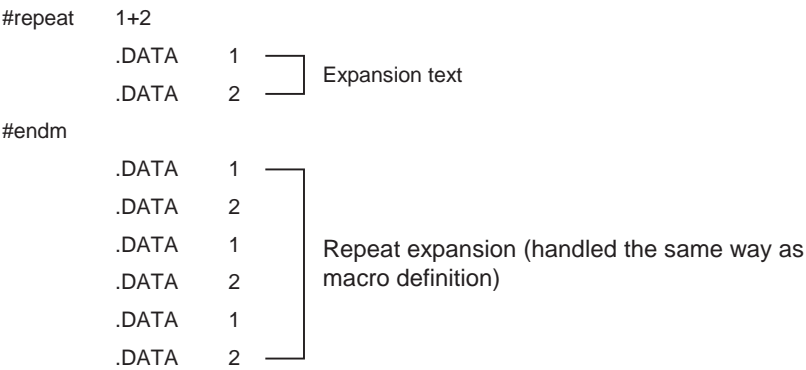 #repeat 1+2
.DATA 1
.DATA 2
Expansion text
#endm
.DATA 1
.DATA 2
.DATA 1
.DATA 2
.DATA 1
.DATA 2
Repeat expansion (handled the same way as
macro definition)